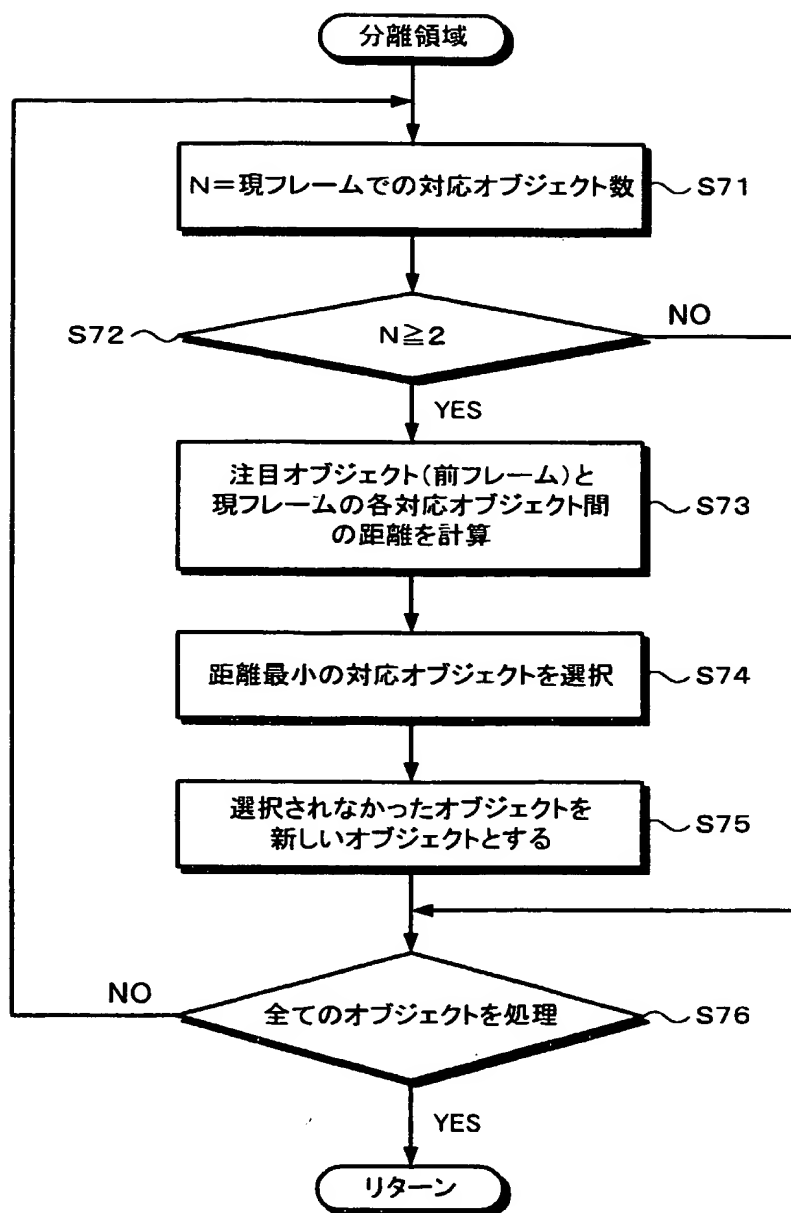 分離領域
N=現フレームでの対応オブジェクト数
S71
S72
N≧2
NO
YES
注目オブジェクト(前フレーム)と
現フレームの各対応オブジェクト間
の距離を計算
S73
距離最小の対応オブジェクトを選択
S74
選択されなかったオブジェクトを
新しいオブジェクトとする
S75
NO
全てのオブジェクトを処理
S76
YES
リターン